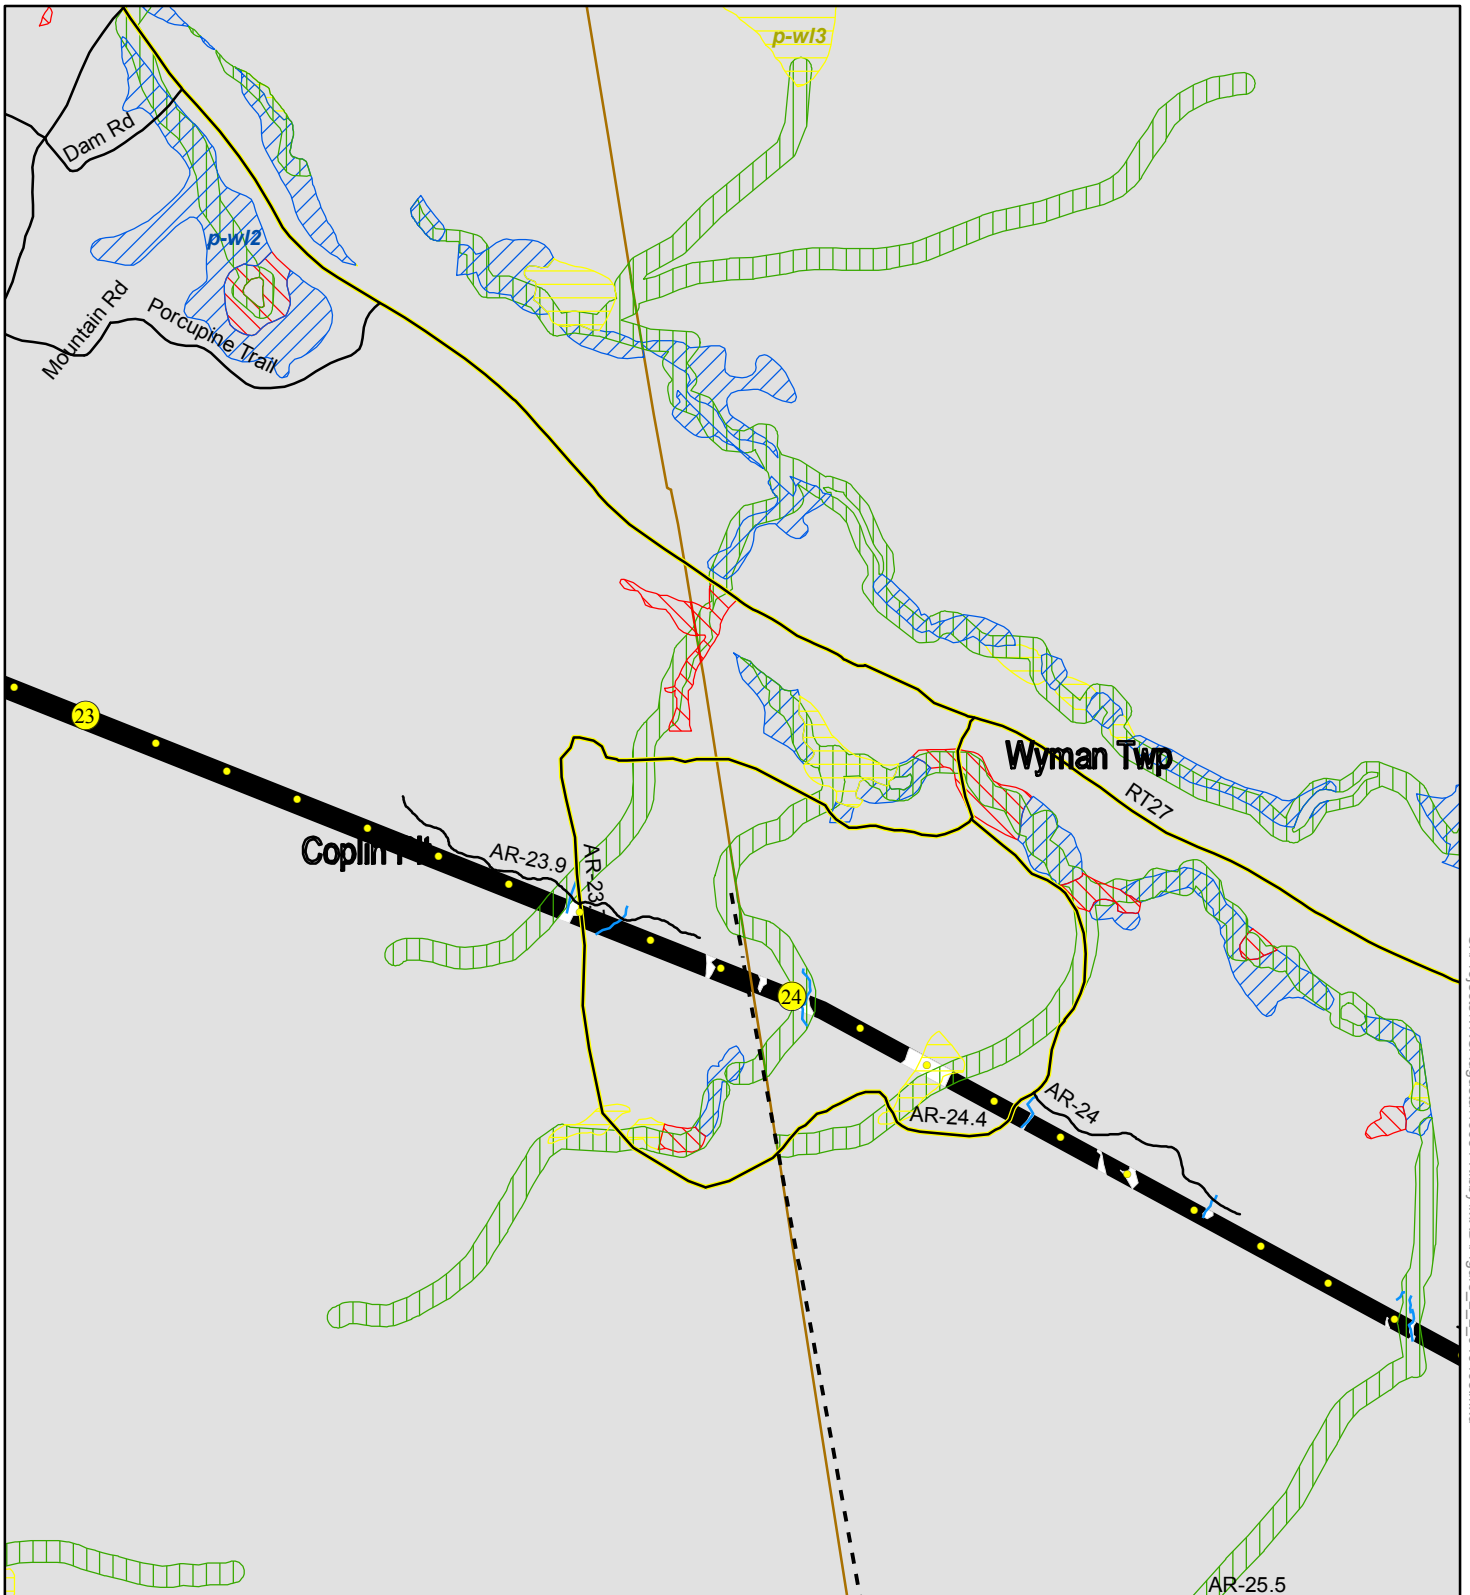 p-wl3
Dam Rd
p-wl2
Mountain Rd
Porcupine Trail
23
Wyman Twp
RT27
Coplin Plt
AR-23.9
24
AR-24
AR-24.4
AR-25.5